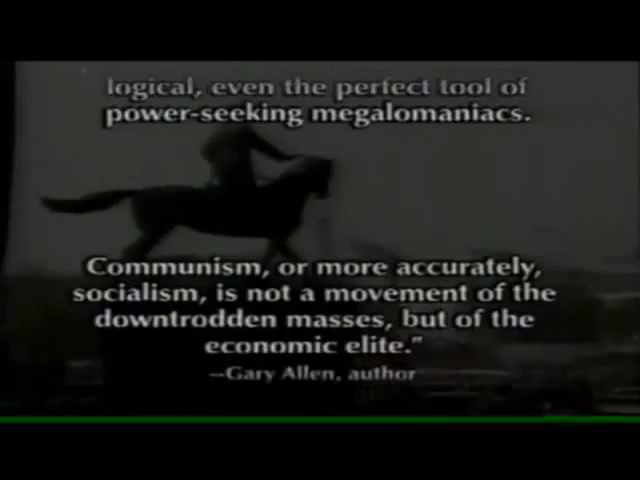 logical, even the perfect tool of
power-seeking megalomaniacs.
Communism, or more accurately,
socialism, is not a movement of the
downtrodden masses, but of the
economic elite."
--Gary Allen, author